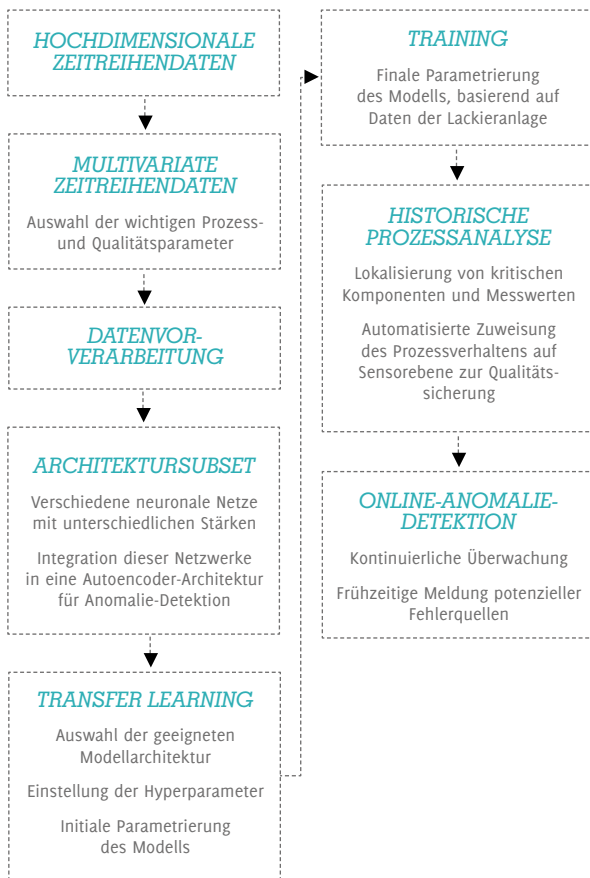 HOCHDIMENSIONALE
ZEITREIHENDATEN
MULTIVARIATE
ZEITREIHENDATEN
Auswahl der wichtigen Prozess-
und Qualitätsparameter
DATENVOR-
VERARBEITUNG
ARCHITEKTURSUBSET
Verschiedene neuronale Netze
mit unterschiedlichen Stärken
Integration dieser Netzwerke
in eine Autoencoder-Architektur
für Anomalie-Detektion
TRANSFER LEARNING
Auswahl der geeigneten
Modellarchitektur
Einstellung der Hyperparameter
Initiale Parametrierung
des Modells
TRAINING
Finale Parametrierung
des Modells, basierend auf
Daten der Lackieranlage
HISTORISCHE
PROZESSANALYSE
Lokalisierung von kritischen
Komponenten und Messwerten
Automatisierte Zuweisung
des Prozessverhaltens auf
Sensorebene zur Qualitäts-
sicherung
ONLINE-ANOMALIE-
DETEKTION
Kontinuierliche Überwachung
Frühzeitige Meldung potenzieller
Fehlerquellen